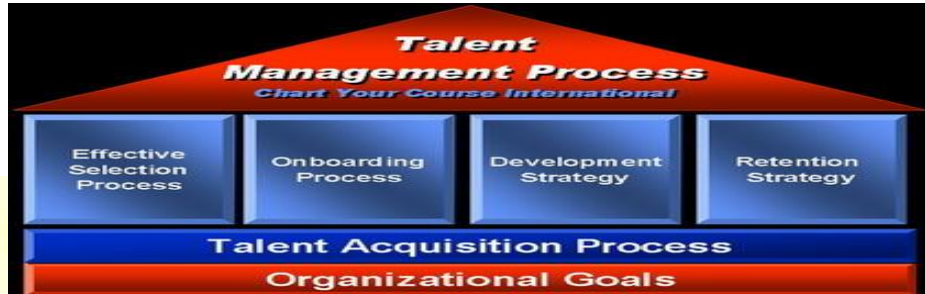 Talent
Management Process
Chart Your Course International
Effective
Selection
Process
Onboarding
Process
Development
Strategy
Retention
Strategy
Talent Acquisition Process
Organizational Goals